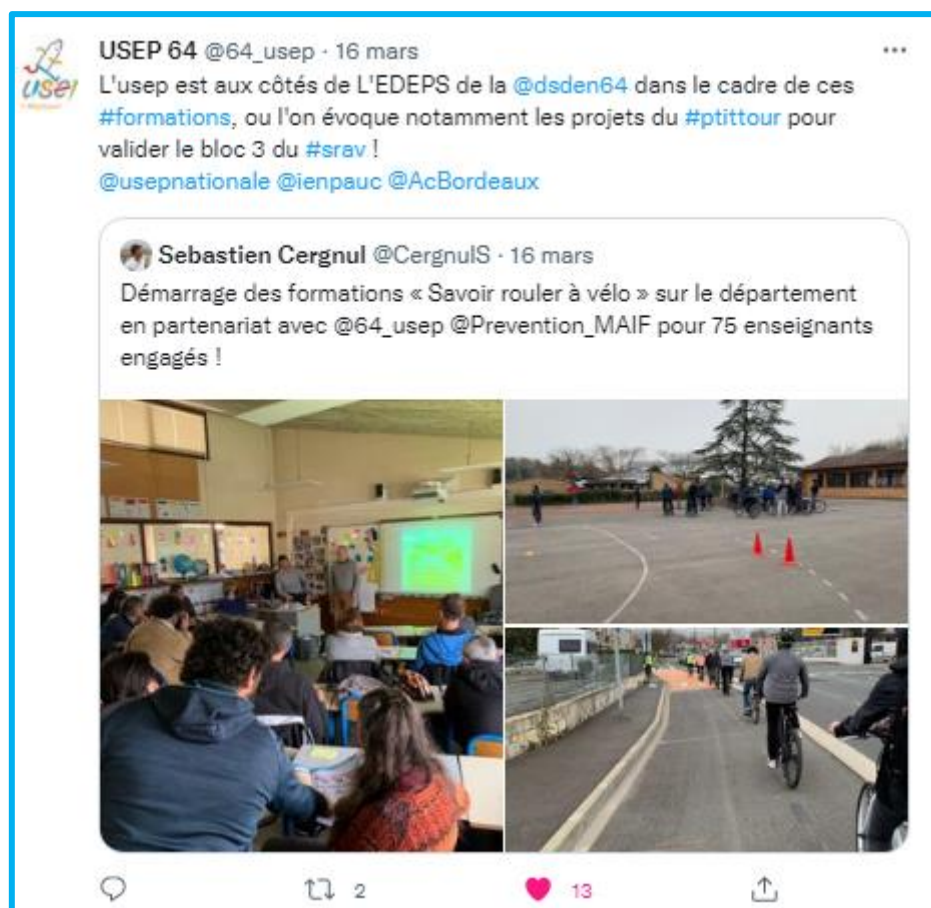 USEP 64 @64_usep · 16 mars
usep
L'usep est aux côtés de L'EDEPS de la @dsden64 dans le cadre de ces
#formations, ou l'on évoque notamment les projets du #ptittour pour
valider le bloc 3 du #srav !
@usepnationale @ienpauc @AcBordeaux
Sebastien Cergnul @CergnulS · 16 mars
Démarrage des formations « Savoir rouler à vélo » sur le département
en partenariat avec @64_usep @Prevention_MAIF pour 75 enseignants
engagés !
2
13